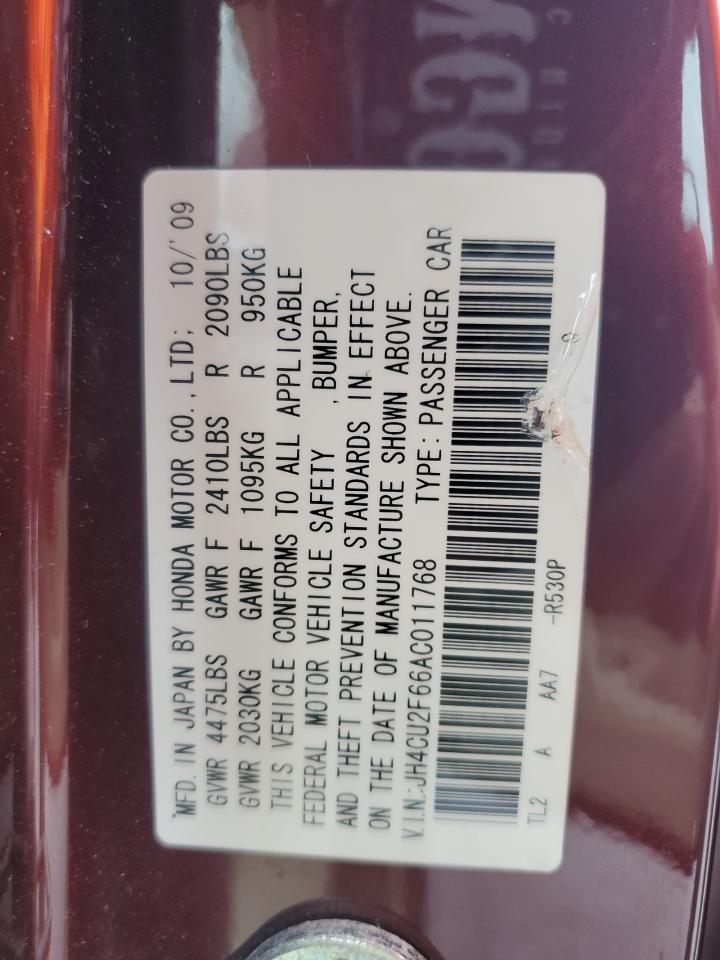 MFD. IN JAPAN BY HONDA MOTOR CO.,LTD; 10/'09
GVWR 4475LBS GAWR F 2410LBS R 2090LBS
GVWR 2030KG GAWR F 1095KG R 950KG
THIS VEHICLE CONFORMS TO ALL APPLICABLE
FEDERAL MOTOR VEHICLE SAFETY ,BUMPER,
AND THEFT PREVENTION STANDARDS IN EFFECT
ON THE DATE OF MANUFACTURE SHOWN ABOVE.
V.I.N:JH4CU2F66AC011768 TYPE:PASSENGER CAR
TL2 A AA7 -R530P